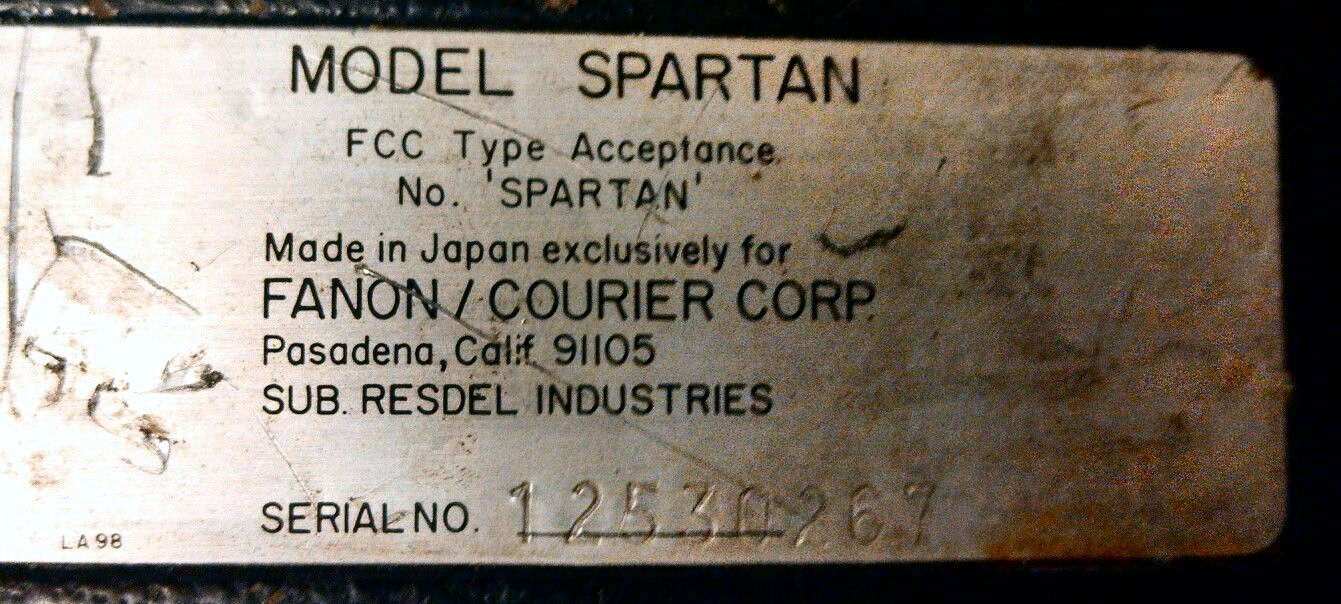 MODEL SPARTAN
FCC Type Acceptance.
No. 'SPARTAN'
Made in Japan exclusively for
FANON / COURIER CORP.
Pasadena, Calif. 91105
SUB. RESDEL INDUSTRIES
SERIAL NO. 12530267
LA98